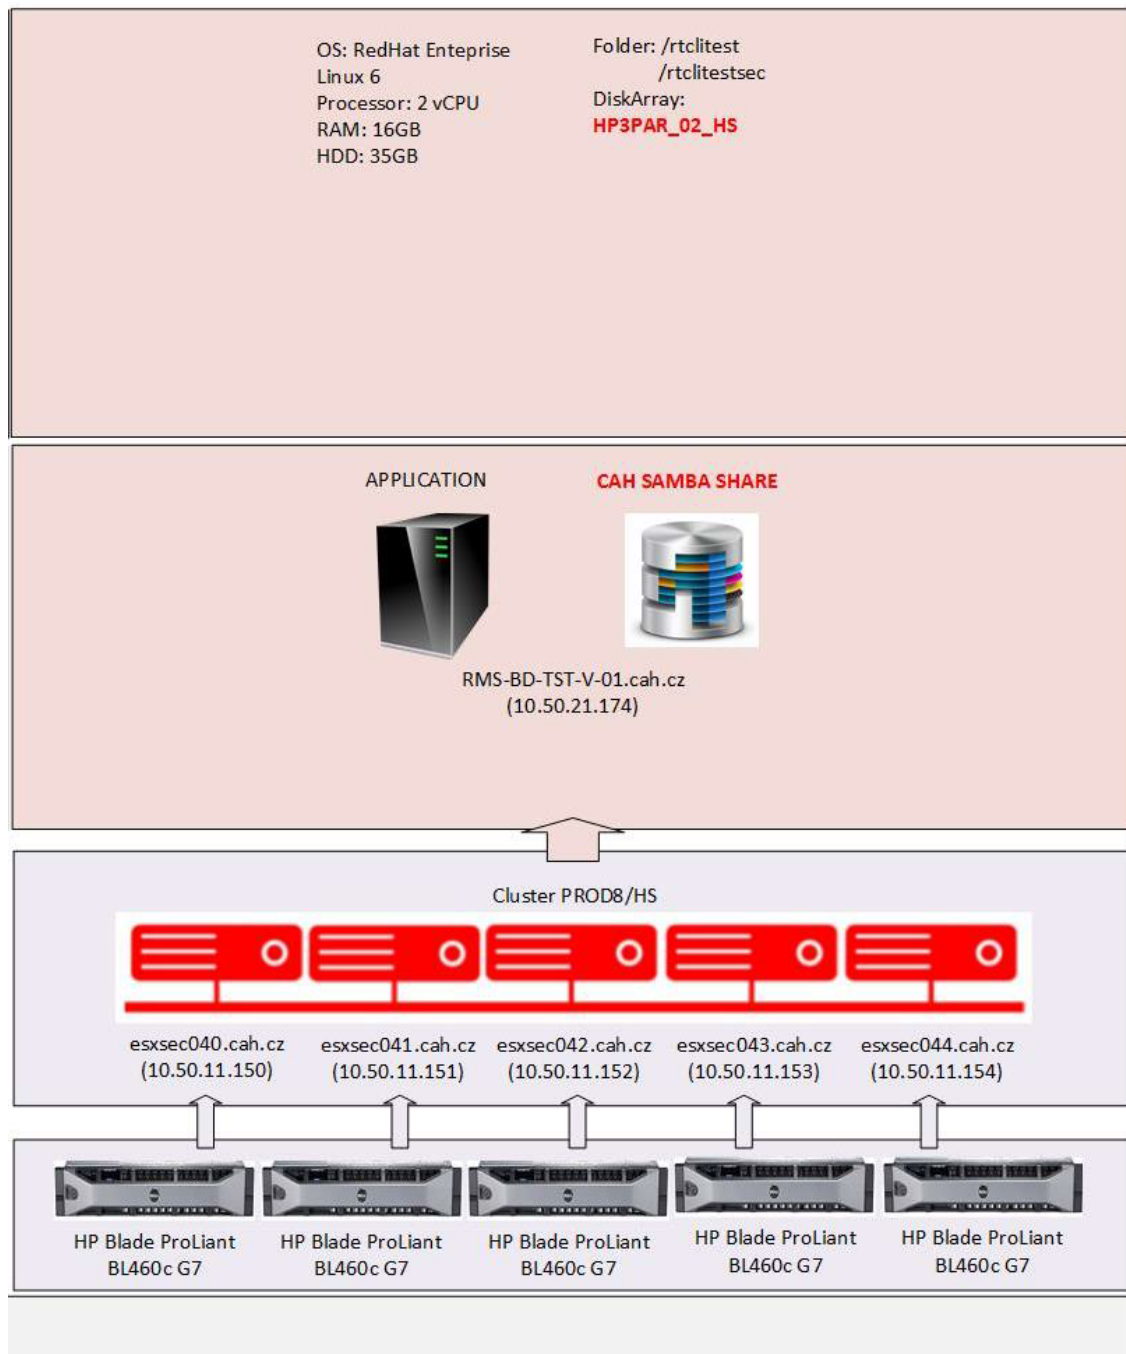 OS: RedHat Enteprise
Linux 6
Processor: 2 vCPU
RAM: 16GB
HDD: 35GB
Folder: /rtclitest
/rtclitestsec
DiskArray:
HP3PAR_02_HS
APPLICATION
CAH SAMBA SHARE
RMS-BD-TST-V-01.cah.cz
(10.50.21.174)
Cluster PROD8/HS
esxsec040.cah.cz
(10.50.11.150)
esxsec041.cah.cz
(10.50.11.151)
esxsec042.cah.cz
(10.50.11.152)
esxsec043.cah.cz
(10.50.11.153)
esxsec044.cah.cz
(10.50.11.154)
HP Blade ProLiant
BL460c G7
HP Blade ProLiant
BL460c G7
HP Blade ProLiant
BL460c G7
HP Blade ProLiant
BL460c G7
HP Blade ProLiant
BL460c G7